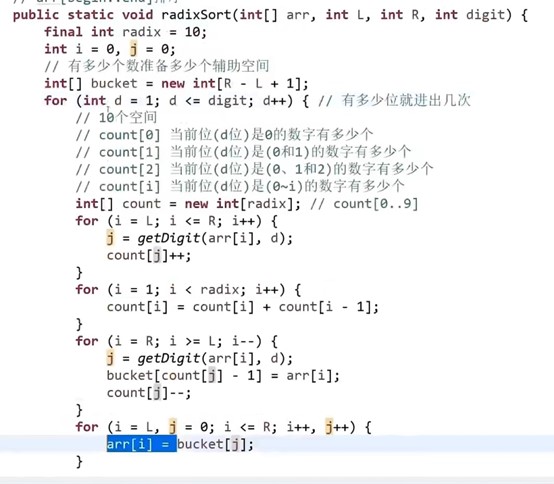 public static void radixSort(int[] arr, int L, int R, int digit) {
final int radix = 10;
int i = 0, j = 0;
// 有多少个数准备多少个辅助空间
int[] bucket = new int[R - L + 1];
for (int d = 1; d <= digit; d++) { // 有多少位就进出几次
// 10个空间
// count[0] 当前位(d位)是0的数字有多少个
// count[1] 当前位(d位)是(0和1)的数字有多少个
// count[2] 当前位(d位)是(0、1和2)的数字有多少个
// count[i] 当前位(d位)是(0~i)的数字有多少个
int[] count = new int[radix]; // count[0..9]
for (i = L; i <= R; i++) {
j = getDigit(arr[i], d);
count[j]++;
}
for (i = 1; i < radix; i++) {
count[i] = count[i] + count[i - 1];
}
for (i = R; i >= L; i--) {
j = getDigit(arr[i], d);
bucket[count[j] - 1] = arr[i];
count[j]--;
}
for (i = L, j = 0; i <= R; i++, j++) {
arr[i] = bucket[j];
}